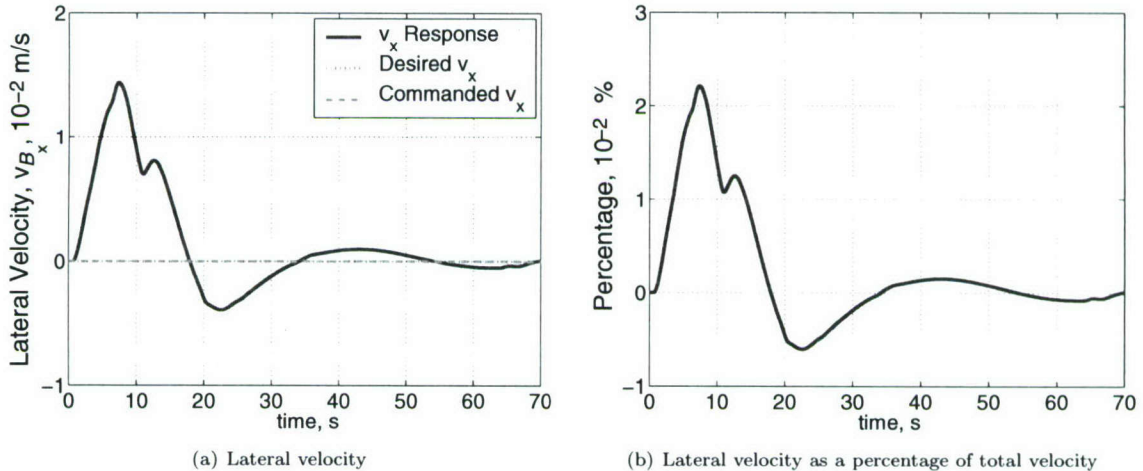 2
1
0
−1
Lateral Velocity, v_B_x, 10^−2 m/s
v_x Response
Desired v_x
Commanded v_x
0 10 20 30 40 50 60 70
time, s
(a) Lateral velocity
3
2
1
0
−1
Percentage, 10^−2 %
0 10 20 30 40 50 60 70
time, s
(b) Lateral velocity as a percentage of total velocity